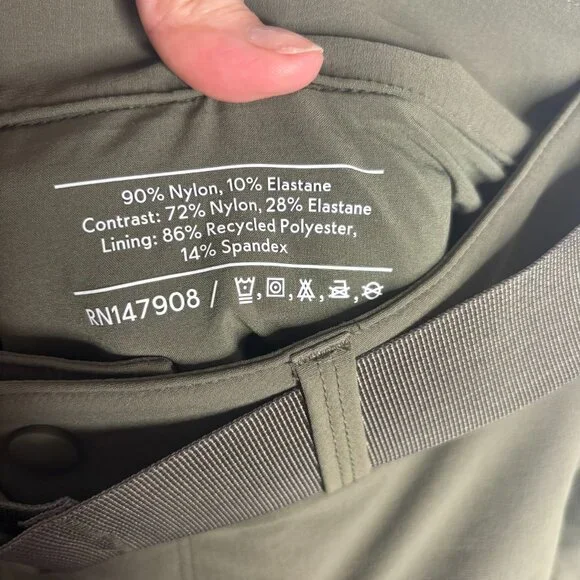 90% Nylon, 10% Elastane
Contrast: 72% Nylon, 28% Elastane
Lining: 86% Recycled Polyester,
14% Spandex
RN147908 /